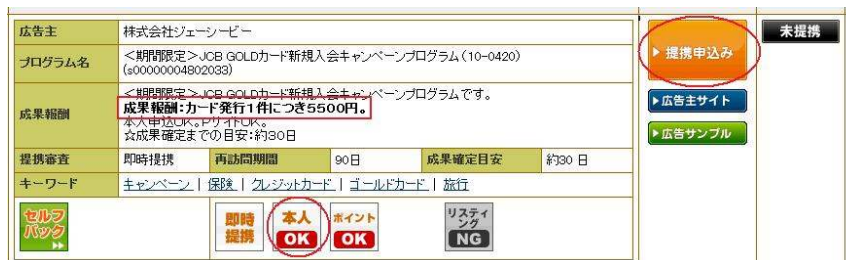 広告主
株式会社ジェーシービー
プログラム名
＜期間限定＞JCB GOLDカード新規入会キャンペーンプログラム（10-0420）
(s00000004802033)
成果報酬
＜期間限定＞JCB GOLDカード新規入会キャンペーンプログラムです。
成果報酬:カード発行1件につき5500円。
本人申込OK。PサイトOK。
☆成果確定までの目安:約30日
提携審査 即時提携 再訪問期間 90日 成果確定目安 約30 日
キーワード キャンペーン | 保険 | クレジットカード | ゴールドカード | 旅行
セルフ
バック
即時
提携
本人
OK
ポイント
OK
リスティ
ング
NG
提携申込み
広告主サイト
広告サンプル
未提携